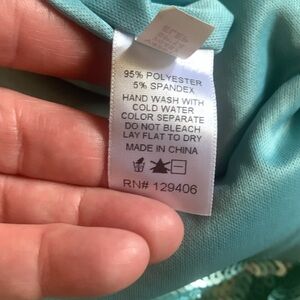 95% POLYESTER
5% SPANDEX
HAND WASH WITH
COLD WATER
COLOR SEPARATE
DO NOT BLEACH
LAY FLAT TO DRY
MADE IN CHINA
RN# 129406